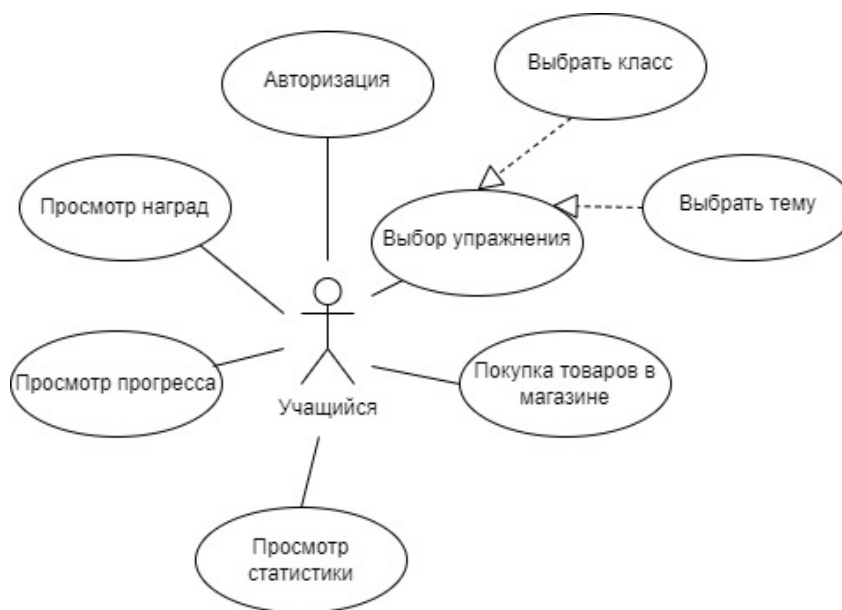 Выбрать класс
Авторизация
Просмотр наград
Выбрать тему
Выбор упражнения
Просмотр прогресса
Покупка товаров в
магазине
Учащийся
Просмотр
статистики